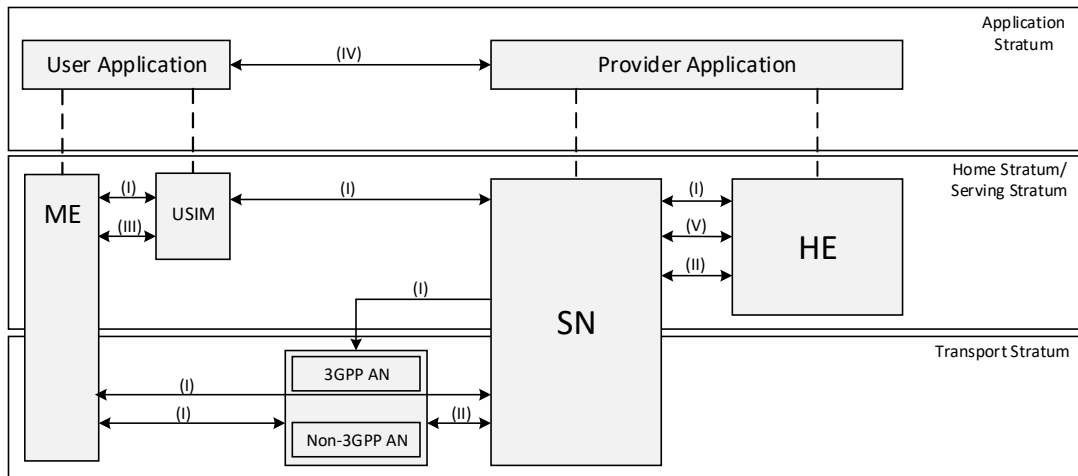 Application
Stratum
User Application
(IV)
Provider Application
Home Stratum/
Serving Stratum
ME
(I)
USIM
(III)
(I)
(I)
(V)
(II)
HE
(I)
SN
Transport Stratum
3GPP AN
(I)
(I)
(II)
Non-3GPP AN